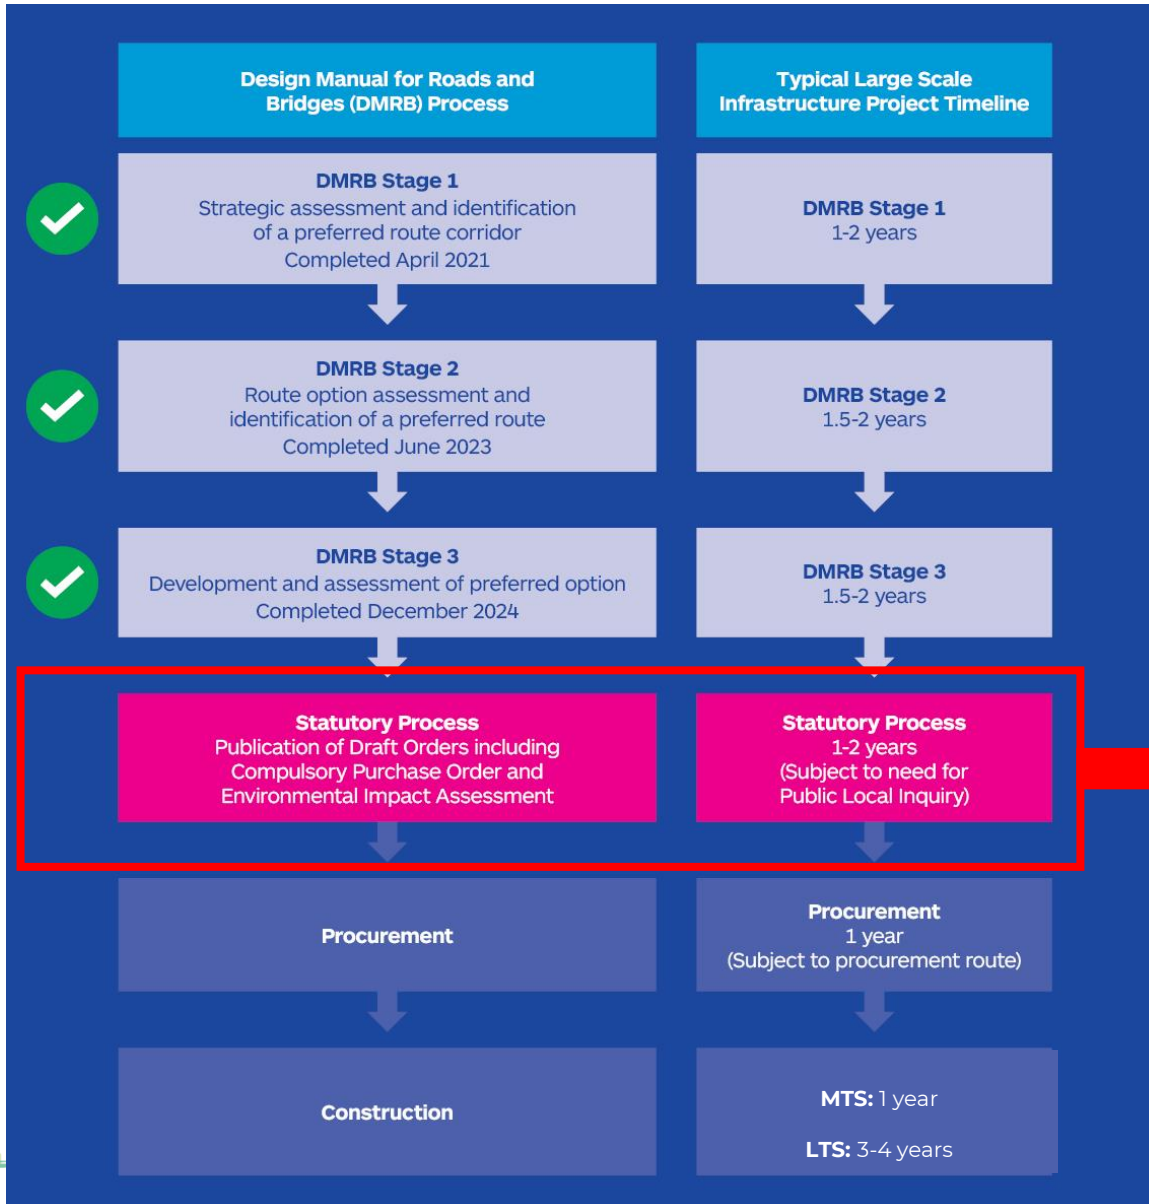 Design Manual for Roads and
Bridges (DMRB) Process
Typical Large Scale
Infrastructure Project Timeline
DMRB Stage 1
Strategic assessment and identification
of a preferred route corridor
Completed April 2021
DMRB Stage 1
1-2 years
DMRB Stage 2
Route option assessment and
identification of a preferred route
Completed June 2023
DMRB Stage 2
1.5-2 years
DMRB Stage 3
Development and assessment of preferred option
Completed December 2024
DMRB Stage 3
1.5-2 years
Statutory Process
Publication of Draft Orders including
Compulsory Purchase Order and
Environmental Impact Assessment
Statutory Process
1-2 years
(Subject to need for
Public Local Inquiry)
Procurement
Procurement
1 year
(Subject to procurement route)
Construction
MTS: 1 year
LTS: 3-4 years